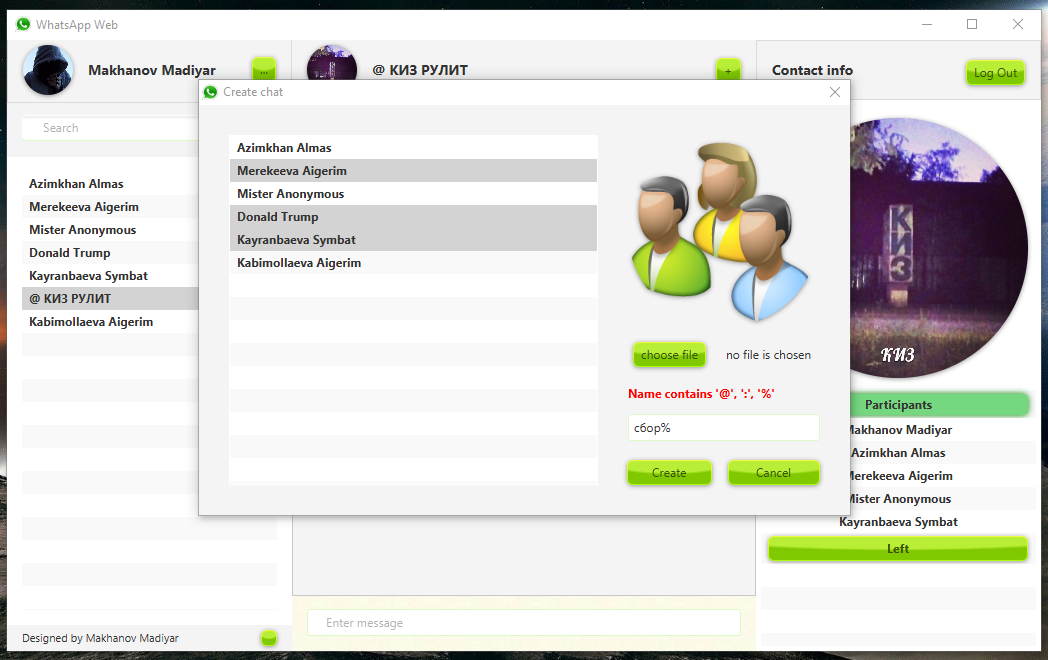 WhatsApp Web
Makhanov Madiyar
...
@ КИЗ РУЛИТ
+
Contact info
Log Out
Search
Azimkhan Almas
Merekeeva Aigerim
Mister Anonymous
Donald Trump
Kayranbaeva Symbat
@ КИЗ РУЛИТ
Kabimollaeva Aigerim
Designed by Makhanov Madiyar
Create chat
Azimkhan Almas
Merekeeva Aigerim
Mister Anonymous
Donald Trump
Kayranbaeva Symbat
Kabimollaeva Aigerim
choose file
no file is chosen
Name contains '@', ':', '%'
сбор%
Create
Cancel
Enter message
КИЗ
КИЗ
Participants
Makhanov Madiyar
Azimkhan Almas
Merekeeva Aigerim
Mister Anonymous
Kayranbaeva Symbat
Left